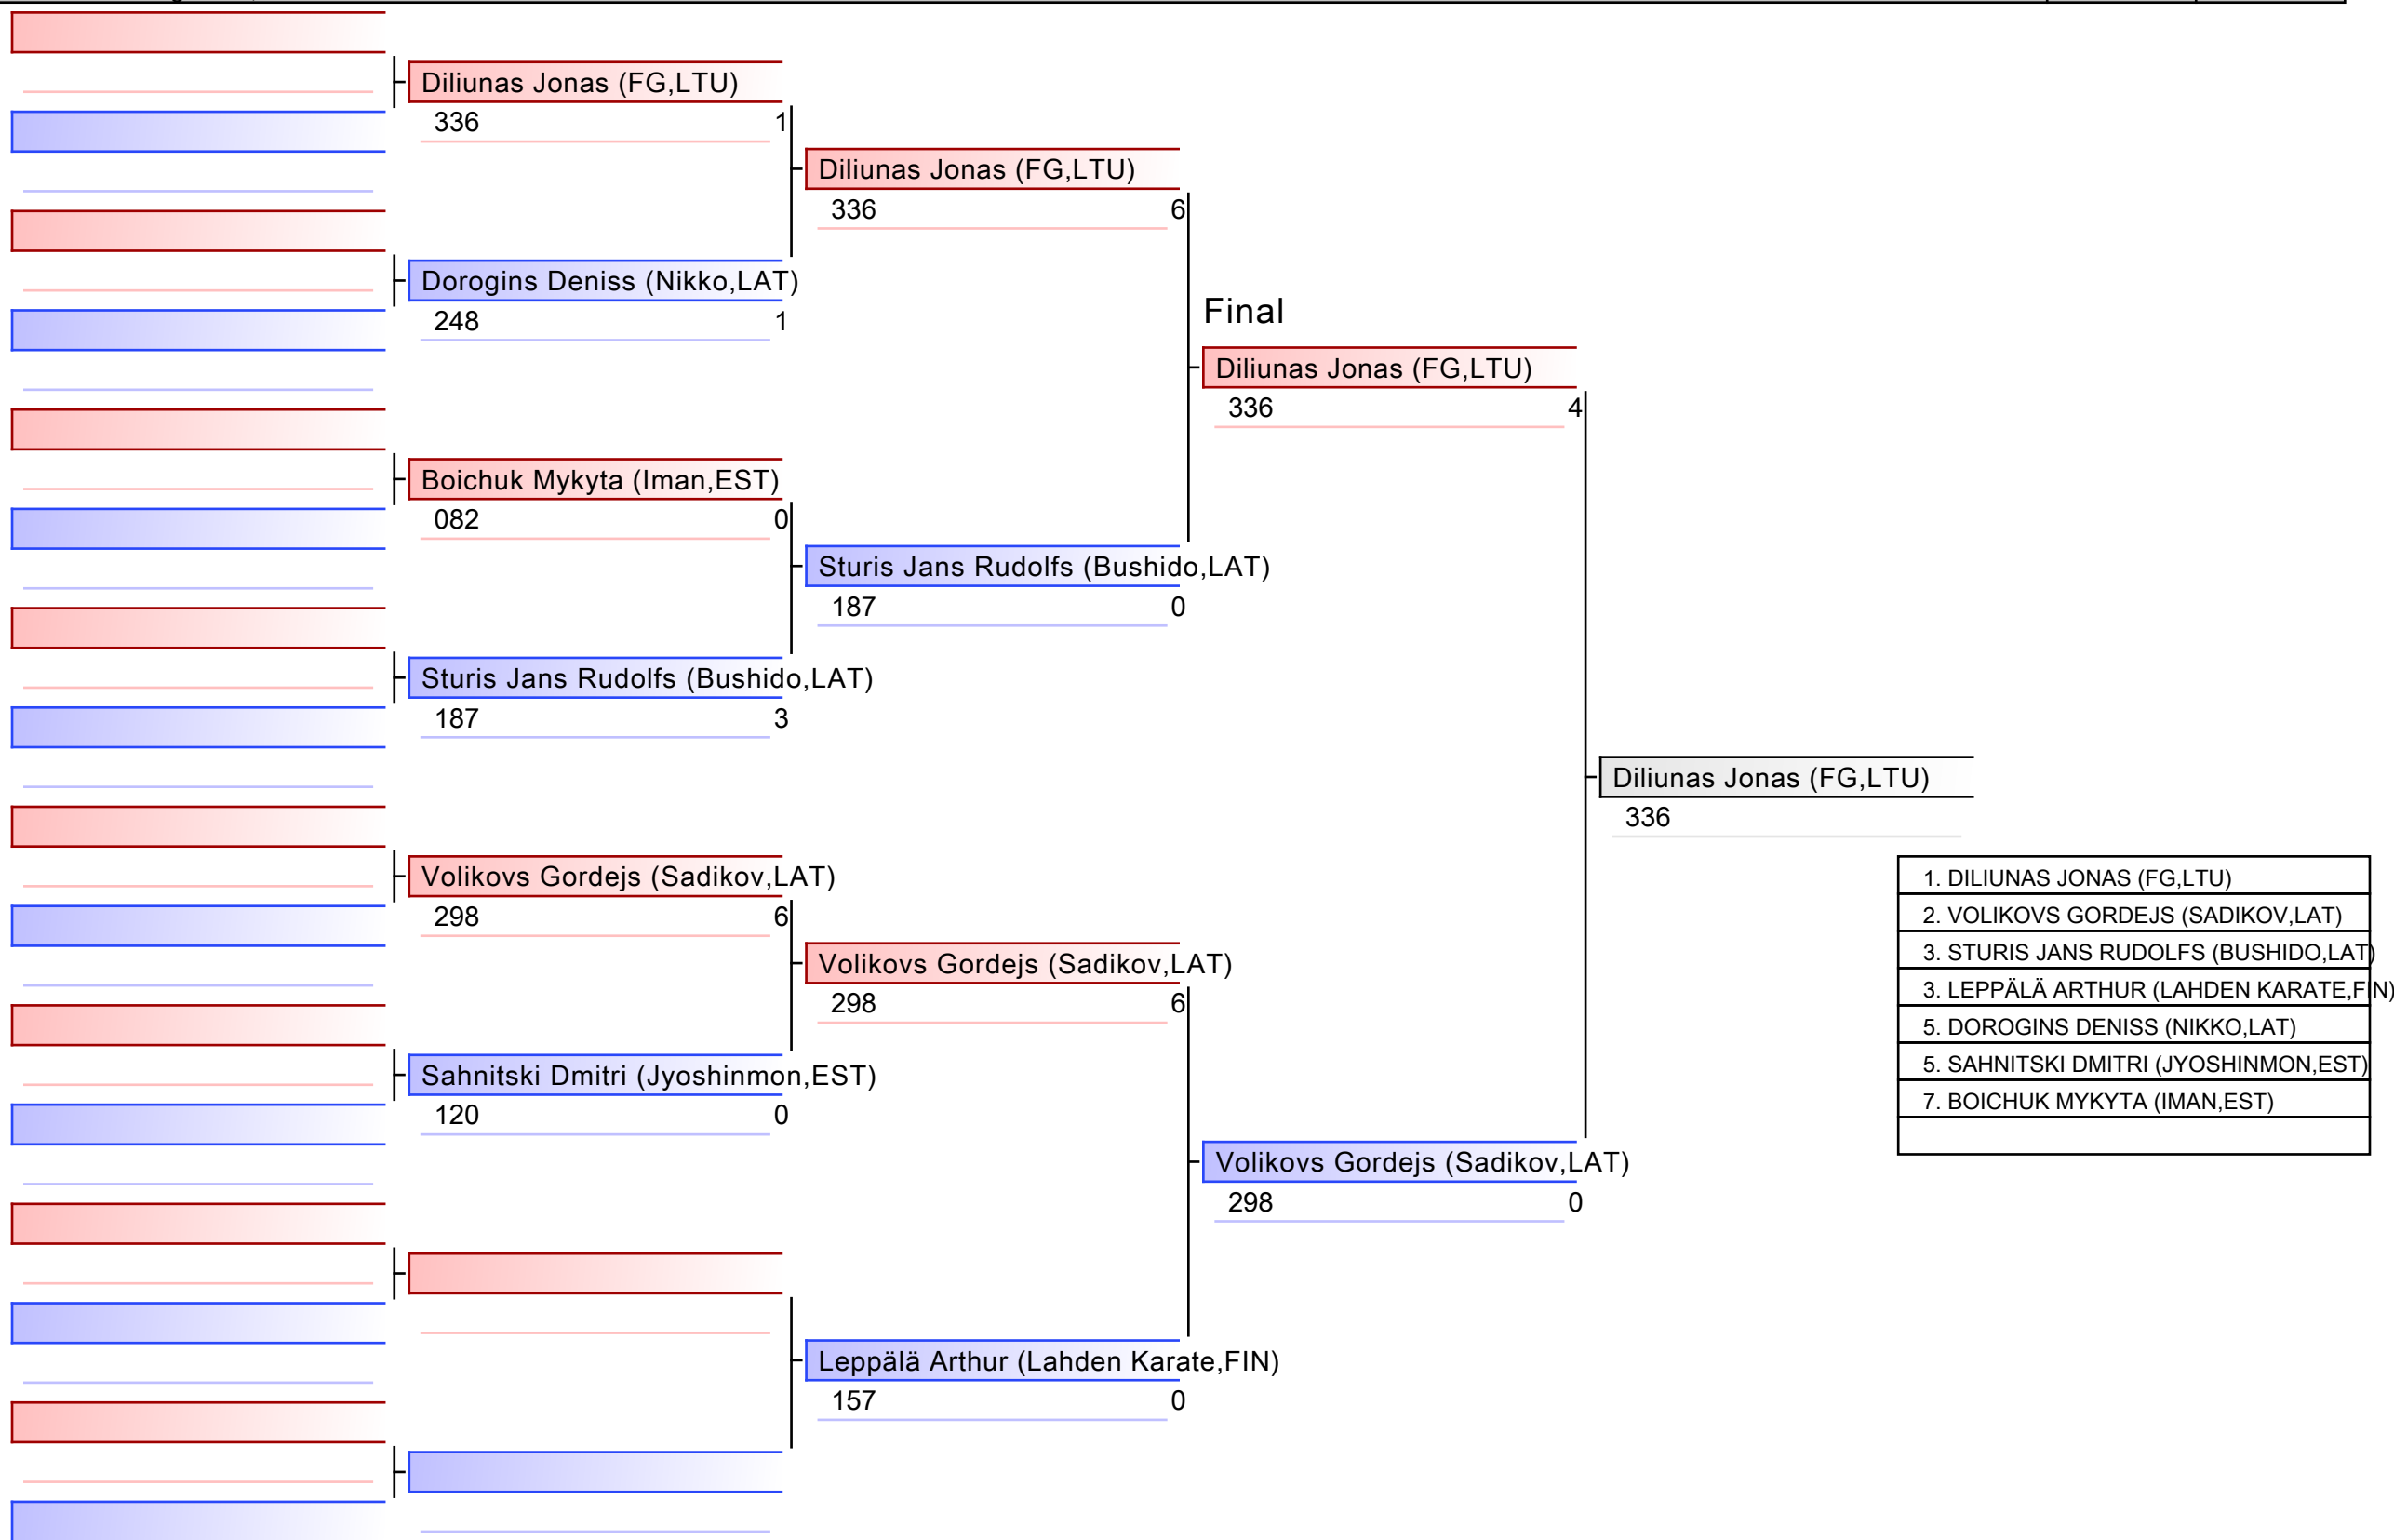 Diliunas Jonas (FG,LTU)
336 1
Diliunas Jonas (FG,LTU)
336 6
Dorogins Deniss (Nikko,LAT)
248 1
Final
Diliunas Jonas (FG,LTU)
336 4
Boichuk Mykyta (Iman,EST)
082 0
Sturis Jans Rudolfs (Bushido,LAT)
187 0
Sturis Jans Rudolfs (Bushido,LAT)
187 3
Diliunas Jonas (FG,LTU)
336
Volikovs Gordejs (Sadikov,LAT)
298 6
Volikovs Gordejs (Sadikov,LAT)
298 6
Sahnitski Dmitri (Jyoshinmon,EST)
120 0
Volikovs Gordejs (Sadikov,LAT)
298 0
Leppälä Arthur (Lahden Karate,FIN)
157 0
1. DILIUNAS JONAS (FG,LTU)
2. VOLIKOVS GORDEJS (SADIKOV,LAT)
3. STURIS JANS RUDOLFS (BUSHIDO,LAT)
3. LEPPÄLÄ ARTHUR (LAHDEN KARATE,FIN)
5. DOROGINS DENISS (NIKKO,LAT)
5. SAHNITSKI DMITRI (JYOSHINMON,EST)
7. BOICHUK MYKYTA (IMAN,EST)